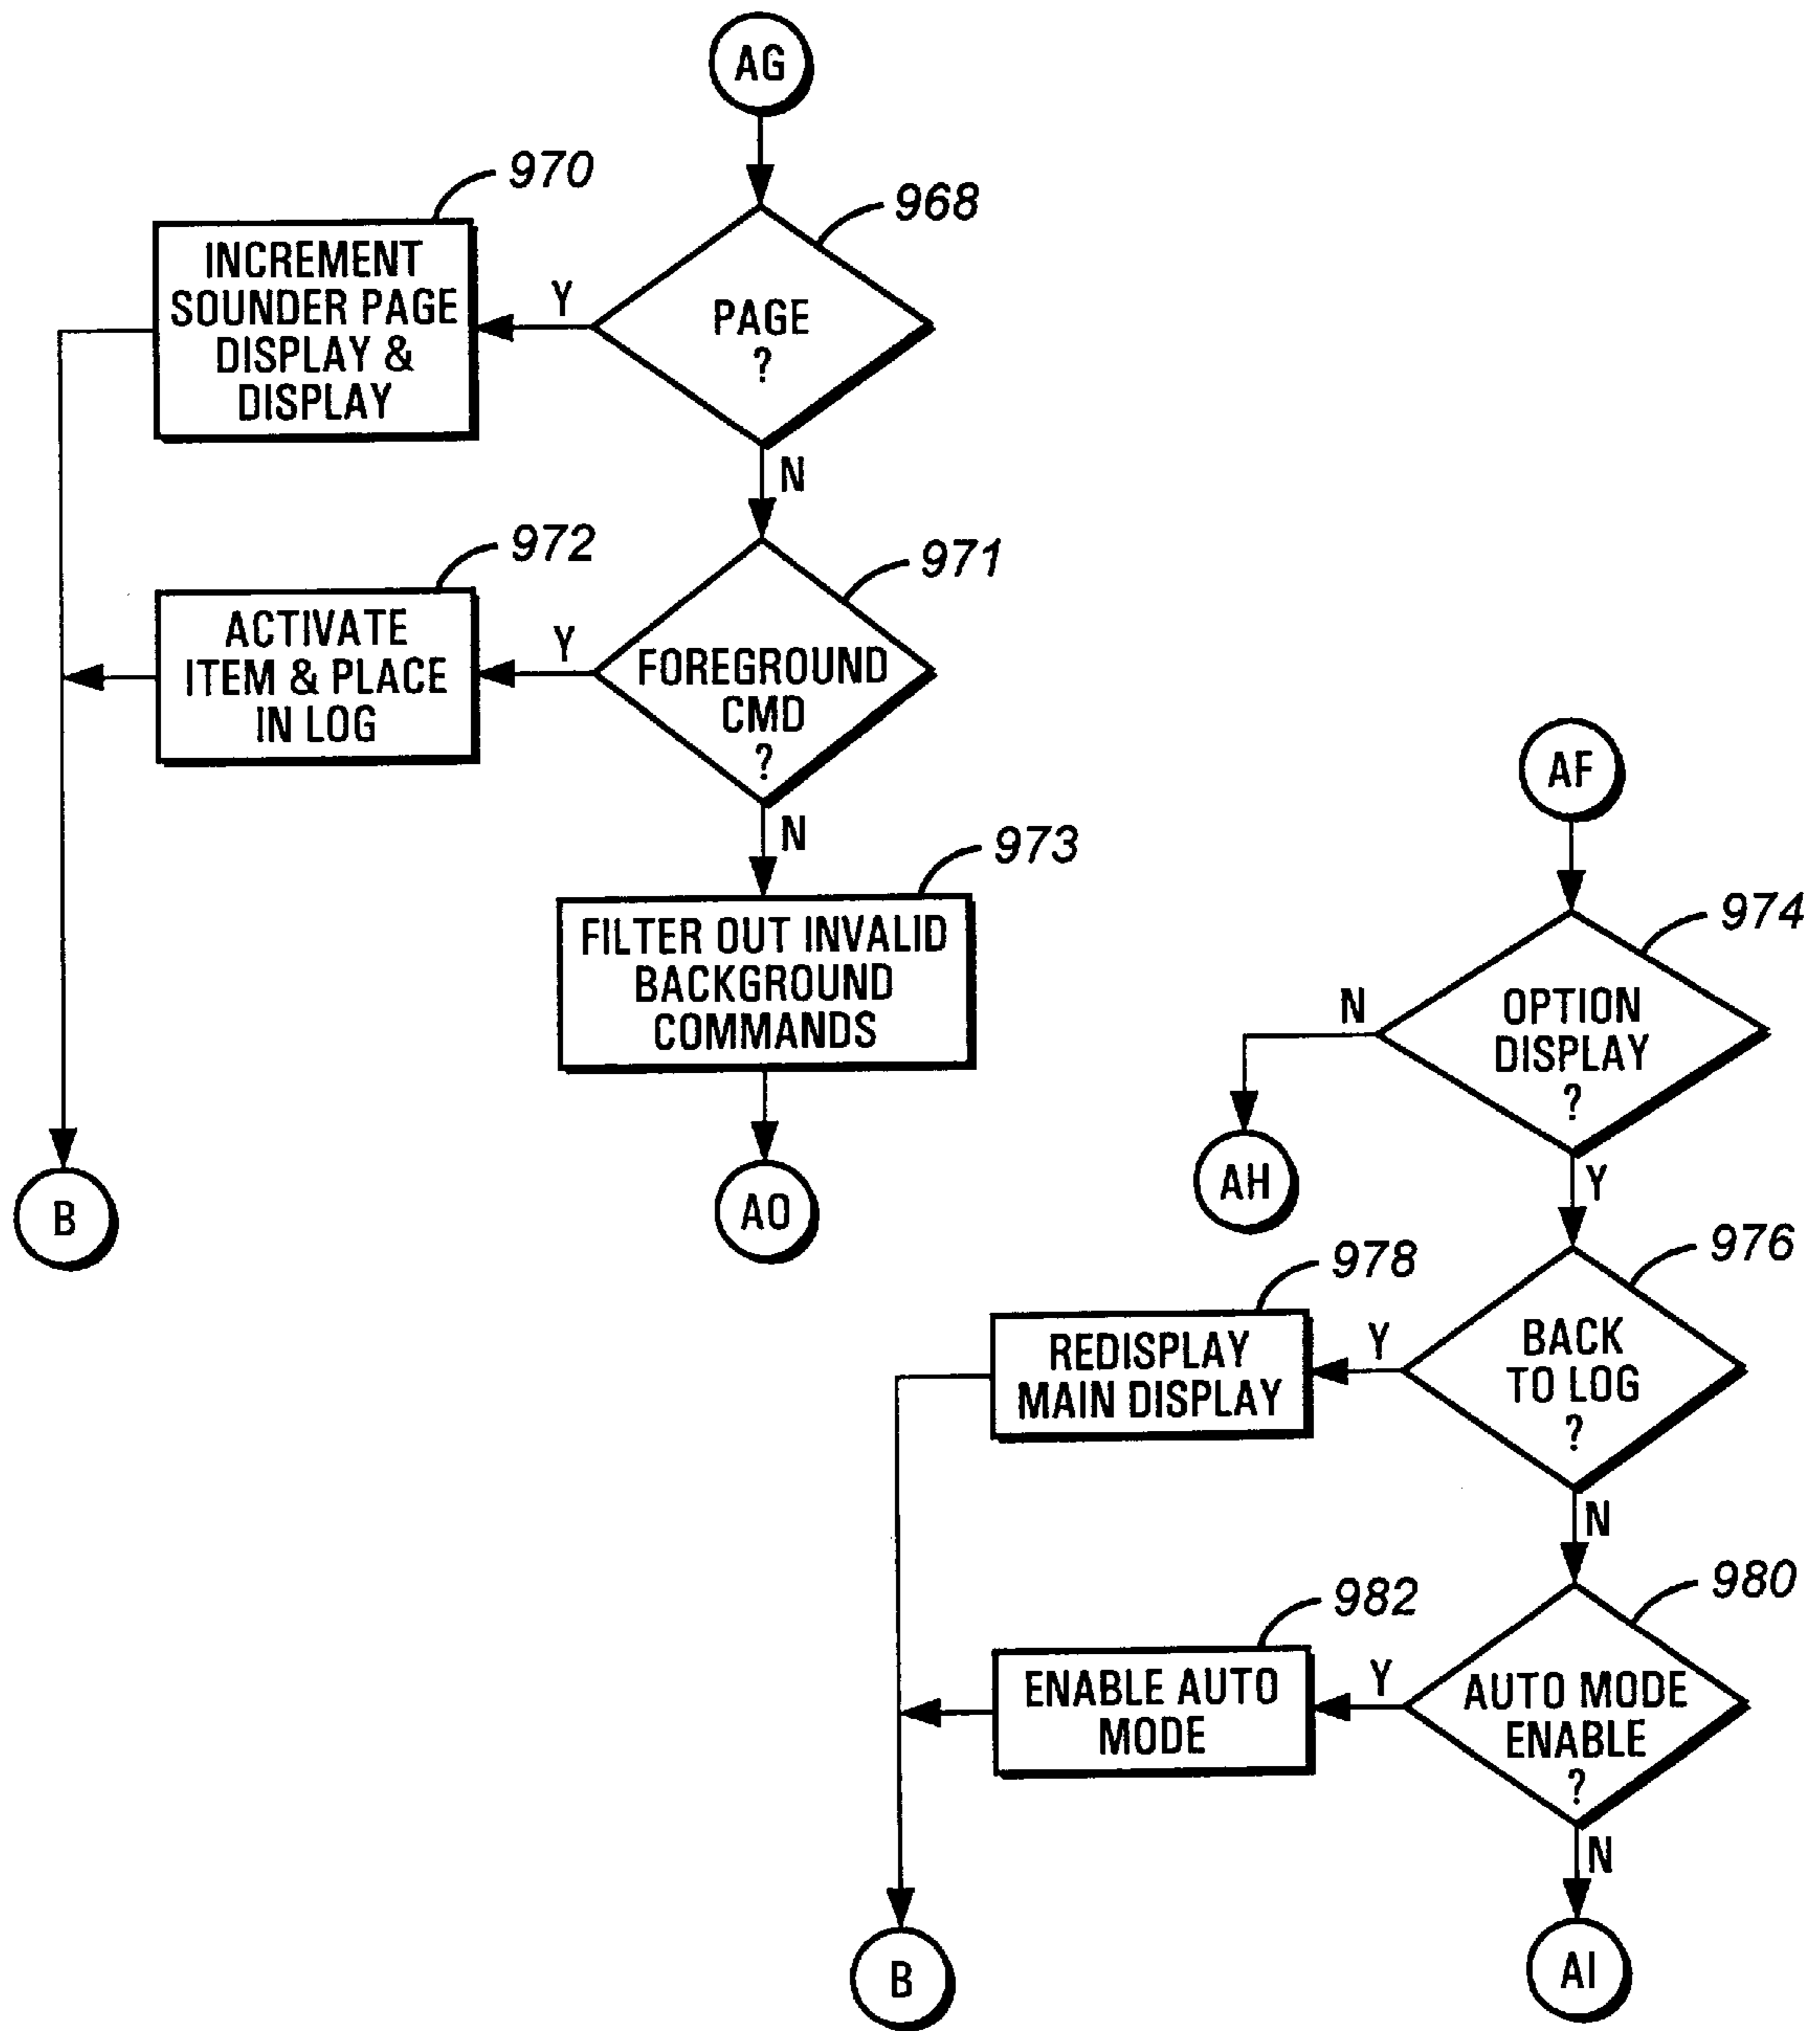 AG
970
968
INCREMENT
SOUNDER PAGE
DISPLAY &
DISPLAY
Y
PAGE
?
N
972
971
ACTIVATE
ITEM & PLACE
IN LOG
Y
FOREGROUND
CMD
?
N
973
FILTER OUT INVALID
BACKGROUND
COMMANDS
B
AO
AF
974
N
OPTION
DISPLAY
?
AH
Y
978
976
REDISPLAY
MAIN DISPLAY
Y
BACK
TO LOG
?
N
982
980
ENABLE AUTO
MODE
Y
AUTO MODE
ENABLE
?
N
B
AI